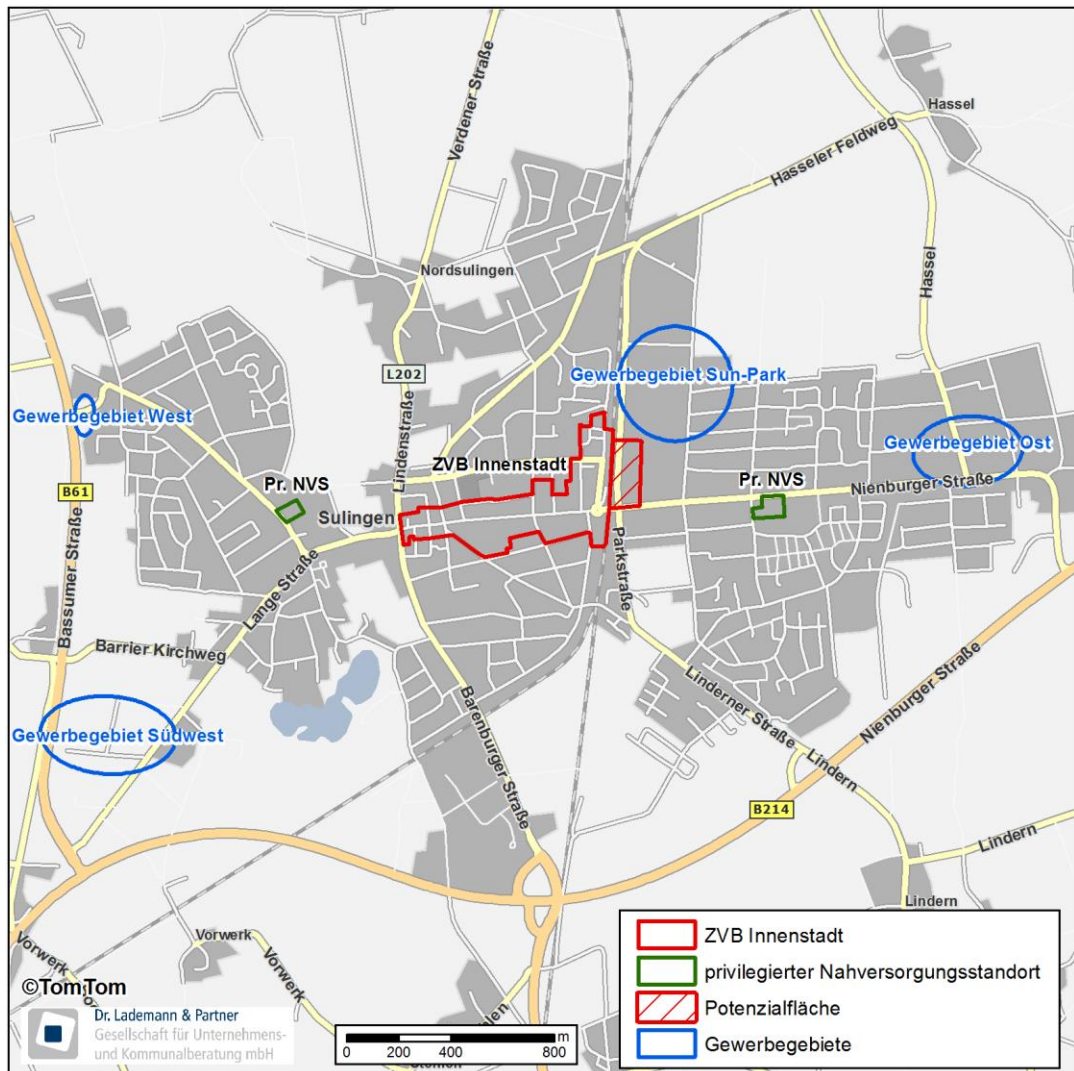 Hassel
Verdener Straße
Hasseler Feldweg
Nordsulingen
Hassel
L202
Gewerbegebiet Sun-Park
Gewerbegebiet West
Lindenstraße
Gewerbegebiet Ost
ZVB Innenstadt
Pr. NVS
Pr. NVS
B61
Nienburger Straße
Sulingen
Bassumer Straße
Lange Straße
Parkstraße
Barrier Kirchweg
Nienburger Straße
Linderner Straße
Gewerbegebiet Südwest
Barenburger Straße
Lindern
B214
Lindern
Lindern
Vorwerk
Vorwerk
Vorwerk
©TomTom
Dr. Lademann & Partner
Gesellschaft für Unternehmens-
und Kommunalberatung mbH
m
0 200 400 800
ZVB Innenstadt
privilegierter Nahversorgungsstandort
Potenzialfläche
Gewerbegebiete